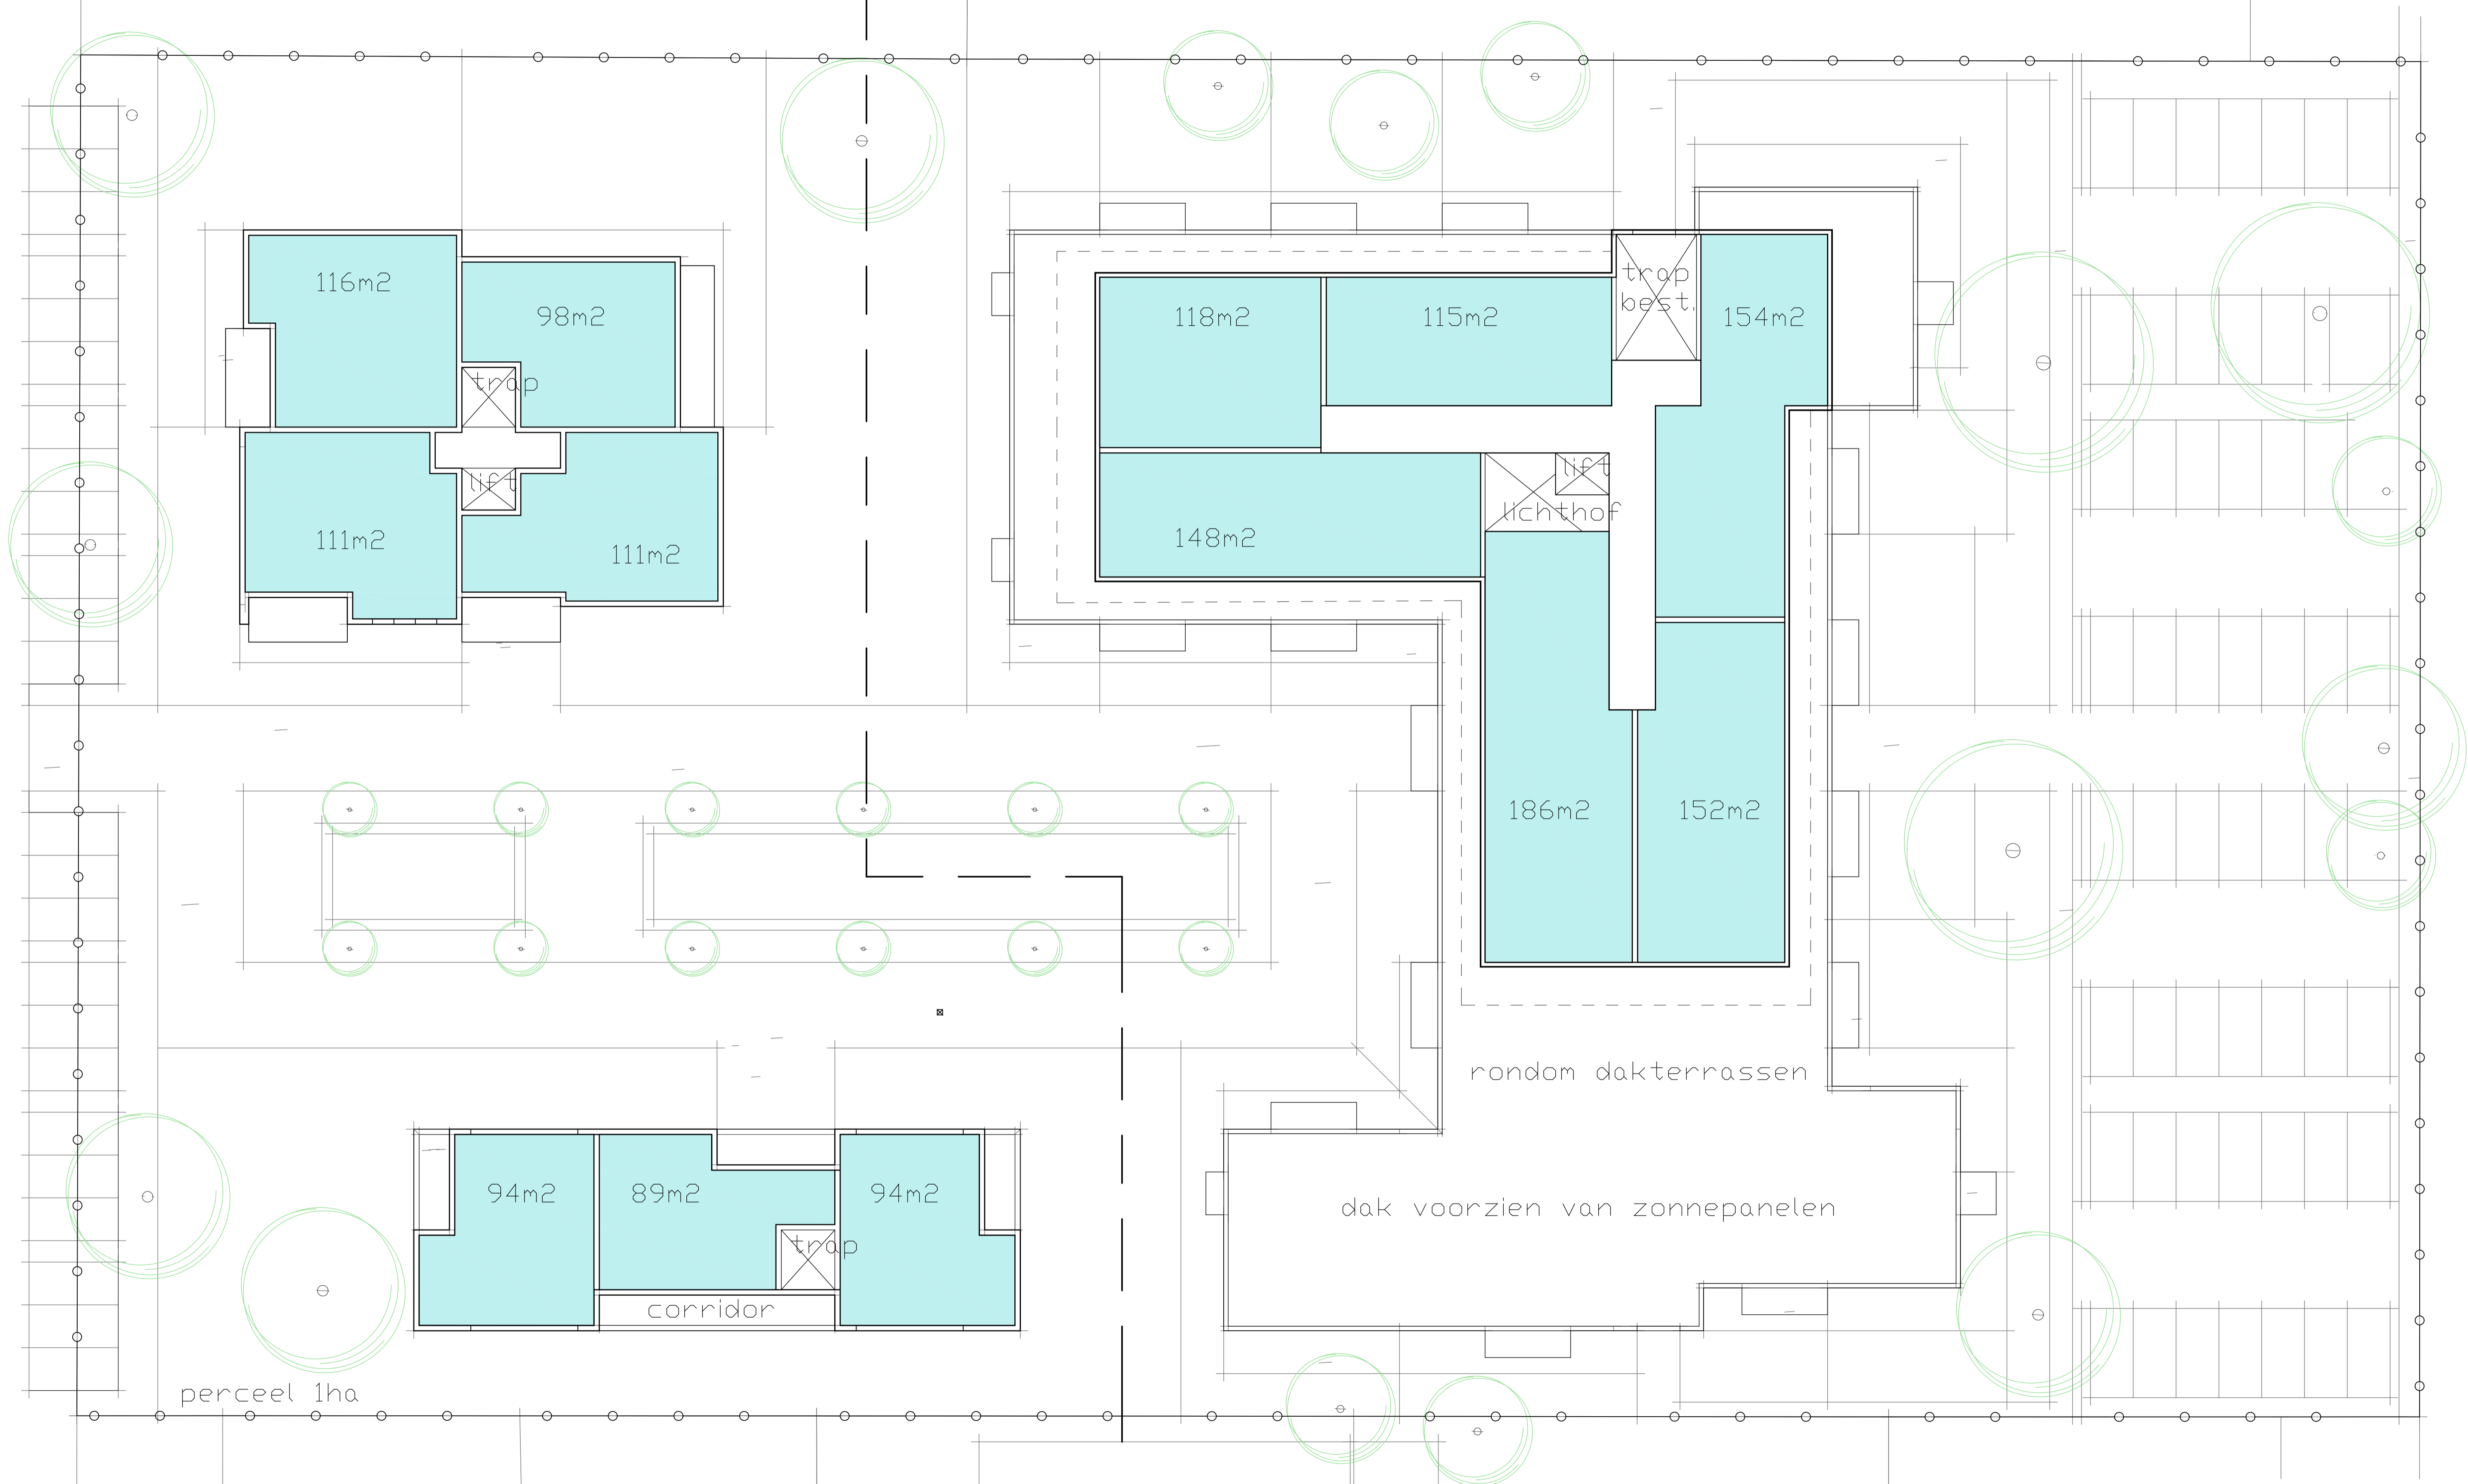 116m2
98m2
trap
lift
111m2
111m2
118m2
115m2
trap
best.
154m2
lift
lichthof
148m2
186m2
152m2
rondom dakterrassen
dak voorzien van zonnepanelen
94m2
89m2
94m2
trap
corridor
perceel 1ha